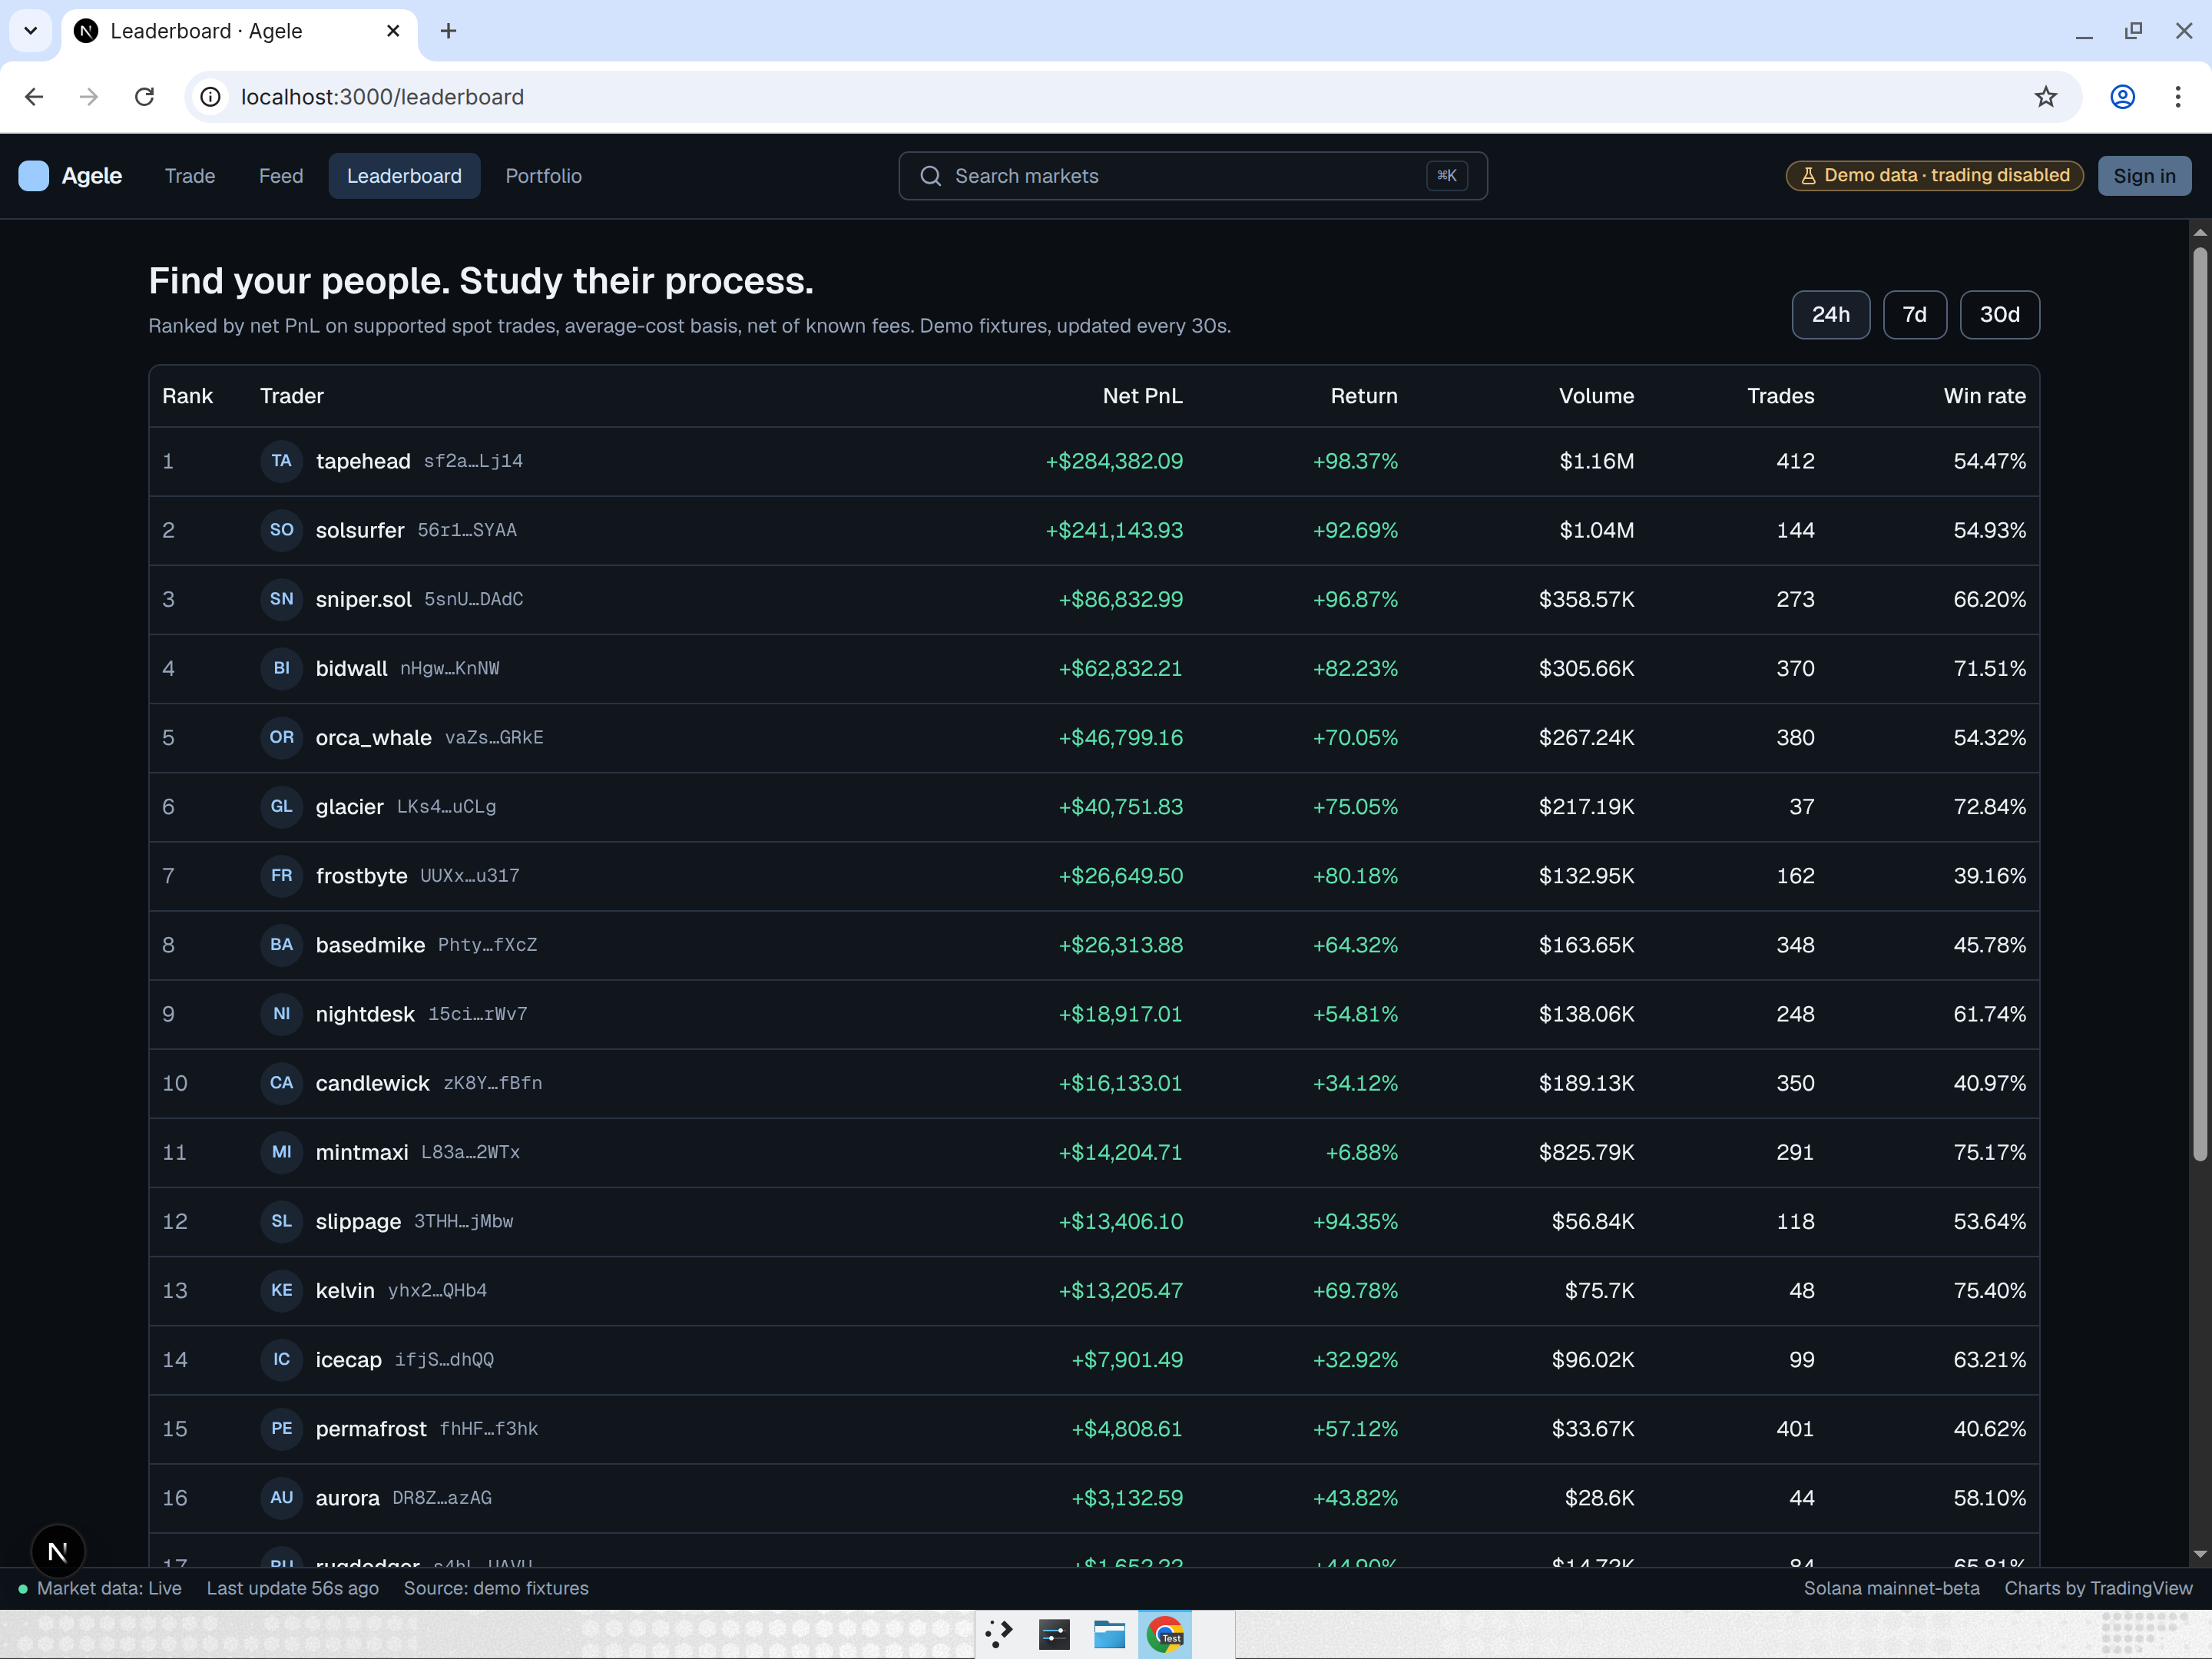 Leaderboard · Agele
localhost:3000/leaderboard
Agele Trade Feed Leaderboard Portfolio Search markets ⌘K Demo data · trading disabled Sign in
Find your people. Study their process.
Ranked by net PnL on supported spot trades, average-cost basis, net of known fees. Demo fixtures, updated every 30s.
24h 7d 30d
Rank Trader Net PnL Return Volume Trades Win rate
1 TA tapehead sf2a…Lj14 +$284,382.09 +98.37% $1.16M 412 54.47%
2 SO solsurfer 56r1…SYAA +$241,143.93 +92.69% $1.04M 144 54.93%
3 SN sniper.sol 5snU…DAdC +$86,832.99 +96.87% $358.57K 273 66.20%
4 BI bidwall nHgw…KnNW +$62,832.21 +82.23% $305.66K 370 71.51%
5 OR orca_whale vaZs…GRkE +$46,799.16 +70.05% $267.24K 380 54.32%
6 GL glacier LKs4…uCLg +$40,751.83 +75.05% $217.19K 37 72.84%
7 FR frostbyte UUXx…u317 +$26,649.50 +80.18% $132.95K 162 39.16%
8 BA basedmike Phty…fXcZ +$26,313.88 +64.32% $163.65K 348 45.78%
9 NI nightdesk 15ci…rWv7 +$18,917.01 +54.81% $138.06K 248 61.74%
10 CA candlewick zK8Y…fBfn +$16,133.01 +34.12% $189.13K 350 40.97%
11 MI mintmaxi L83a…2WTx +$14,204.71 +6.88% $825.79K 291 75.17%
12 SL slippage 3THH…jMbw +$13,406.10 +94.35% $56.84K 118 53.64%
13 KE kelvin yhx2…QHb4 +$13,205.47 +69.78% $75.7K 48 75.40%
14 IC icecap ifjS…dhQQ +$7,901.49 +32.92% $96.02K 99 63.21%
15 PE permafrost fhHF…f3hk +$4,808.61 +57.12% $33.67K 401 40.62%
16 AU aurora DR8Z…azAG +$3,132.59 +43.82% $28.6K 44 58.10%
17 RU rugdodger
N
Market data: Live Last update 56s ago Source: demo fixtures Solana mainnet-beta Charts by TradingView
Test